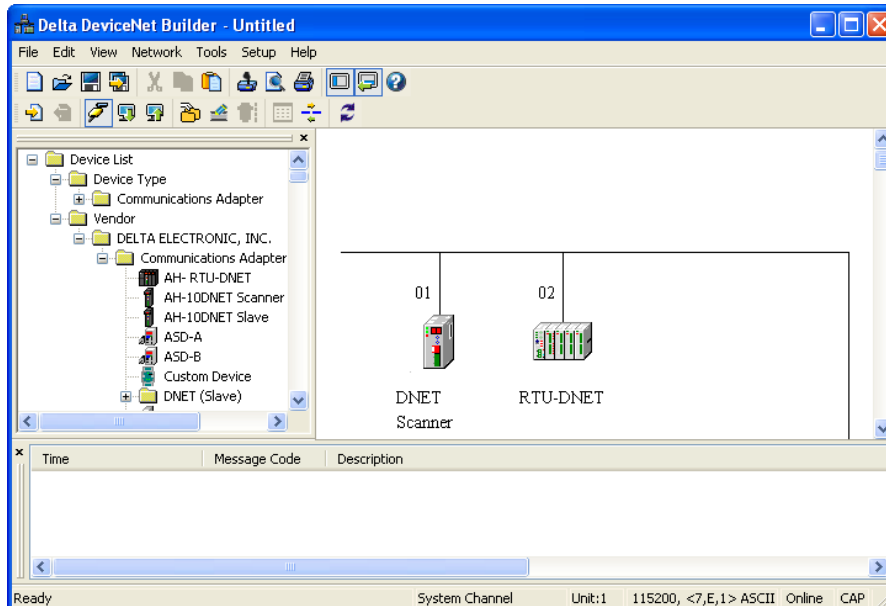 Delta DeviceNet Builder - Untitled
File Edit View Network Tools Setup Help
Device List
Device Type
Communications Adapter
Vendor
DELTA ELECTRONIC, INC.
Communications Adapter
AH- RTU-DNET
AH-10DNET Scanner
AH-10DNET Slave
ASD-A
ASD-B
Custom Device
DNET (Slave)
01 02
DNET RTU-DNET
Scanner
Time Message Code Description
Ready System Channel Unit:1 115200, <7,E,1> ASCII Online CAP